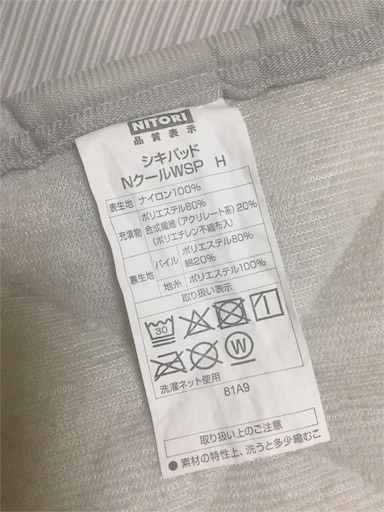 NITORI
品質表示
シキパッド
NクールWSP H
表生地 ナイロン100%
充填物 ポリエステル80%
合成繊維(アクリレート系)20%
(ポリエチレン不織布入)
裏生地 パイル ポリエステル80%
綿20%
地糸 ポリエステル100%
取り扱い表示
30
W
洗濯ネット使用
81A9
取り扱い上のご注意
●素材の特性上、洗うと多少縮むこ